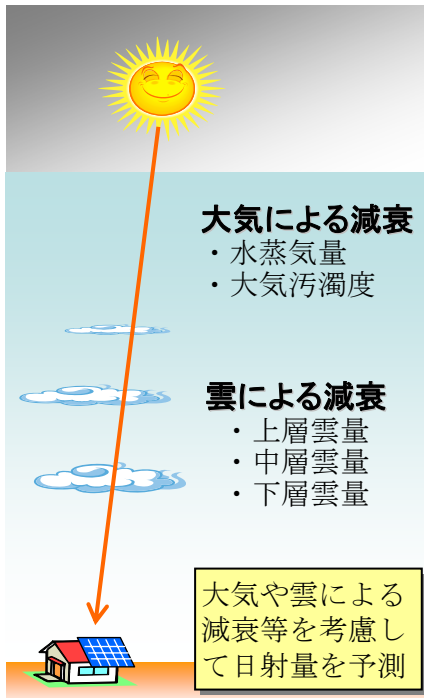 大気による減衰
・水蒸気量
・大気汚濁度
雲による減衰
・上層雲量
・中層雲量
・下層雲量
大気や雲による
減衰等を考慮し
て日射量を予測